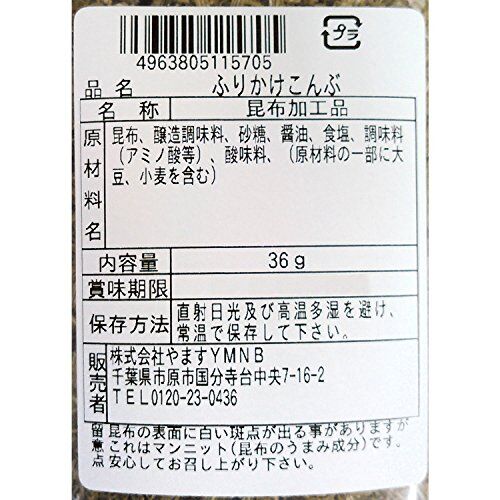 4963805115705
プラ
品名 ふりかけこんぶ
名称 昆布加工品
原材料名 昆布、醸造調味料、砂糖、醤油、食塩、調味料
（アミノ酸等）、酸味料、（原材料の一部に大
豆、小麦を含む）
内容量 36g
賞味期限
保存方法 直射日光及び高温多湿を避け、
常温で保存して下さい。
販売者 株式会社やますYMNB
千葉県市原市国分寺台中央7-16-2
TEL0120-23-0436
留意点 昆布の表面に白い斑点が出る事がありますが
これはマンニット(昆布のうまみ成分)です。
安心してお召し上がり下さい。